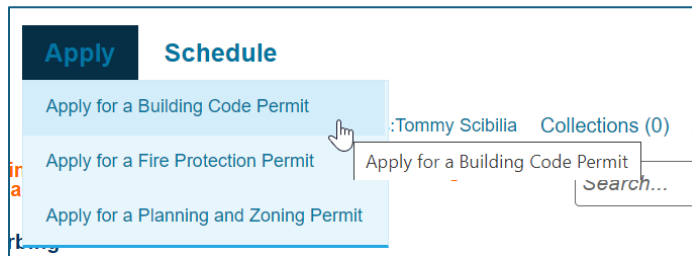 Apply Schedule
Apply for a Building Code Permit
:Tommy Scibilia Collections (0)
Apply for a Fire Protection Permit
Apply for a Building Code Permit
Search...
Apply for a Planning and Zoning Permit